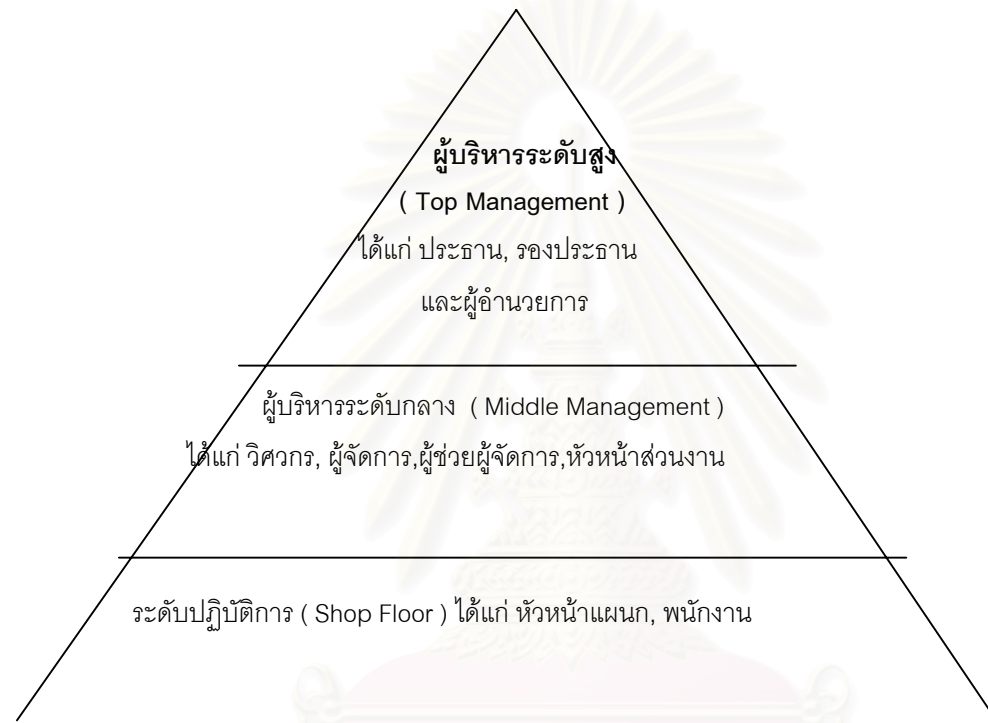 ผู้บริหารระดับสูง
( Top Management )
ได้แก่ ประธาน, รองประธาน
และผู้อำนวยการ
ผู้บริหารระดับกลาง ( Middle Management )
ได้แก่ วิศวกร, ผู้จัดการ,ผู้ช่วยผู้จัดการ,หัวหน้าส่วนงาน
ระดับปฏิบัติการ ( Shop Floor ) ได้แก่ หัวหน้าแผนก, พนักงาน